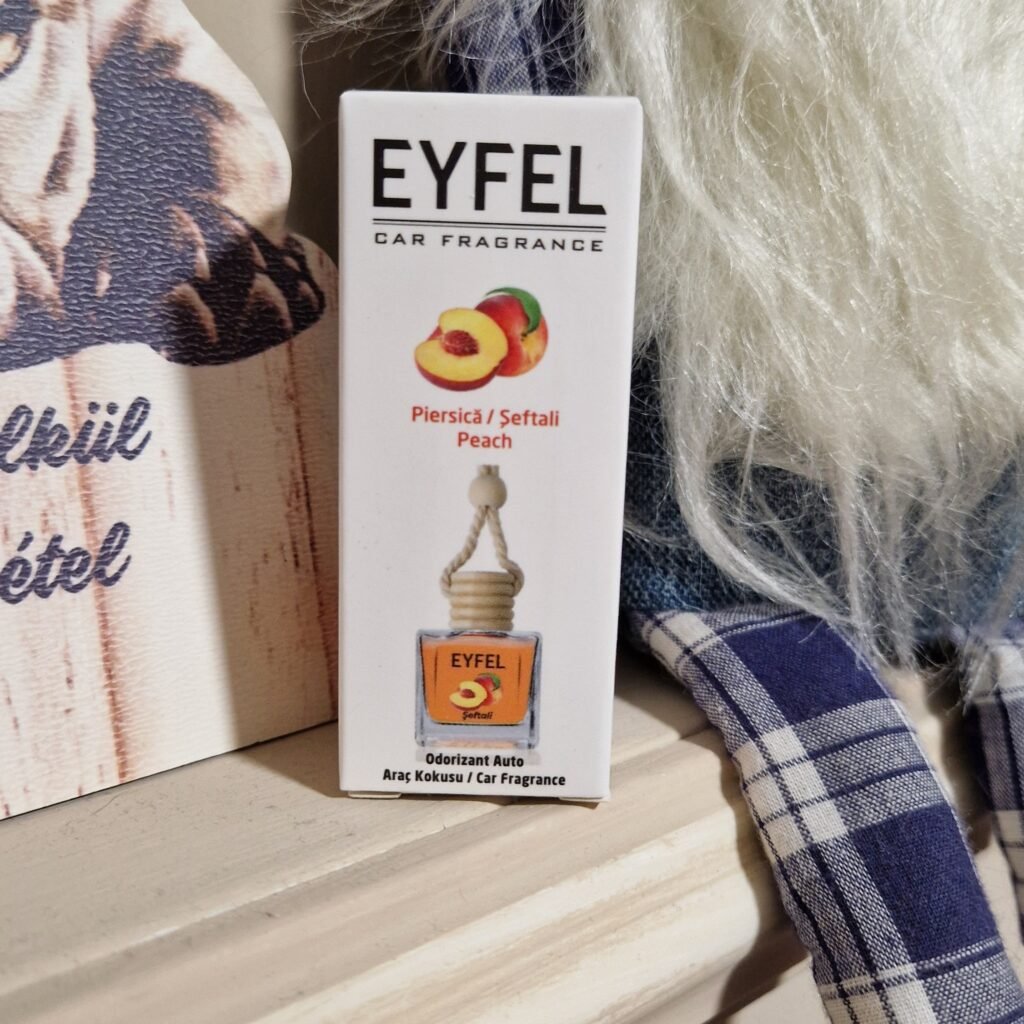 EYFEL
CAR FRAGRANCE
Piersică / Şeftali
Peach
EYFEL
Şeftali
Odorizant Auto
Araç Kokusu / Car Fragrance